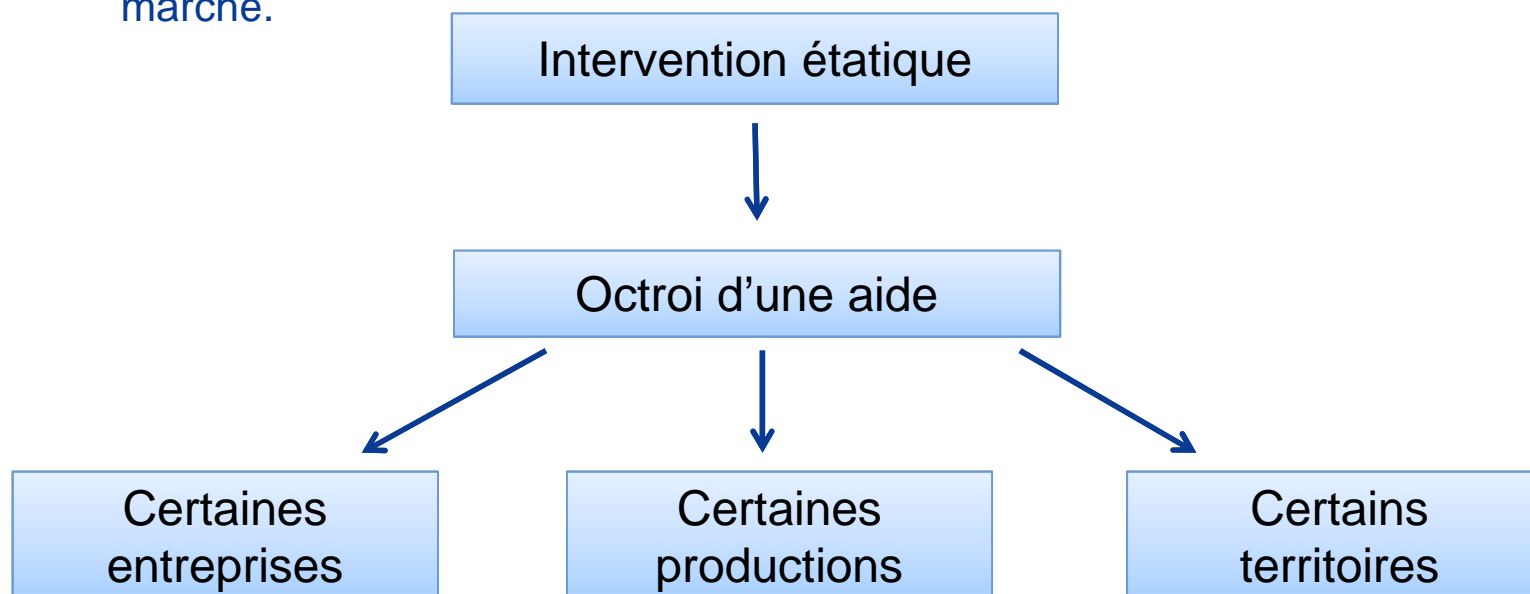 marché.
Intervention étatique
Octroi d’une aide
Certaines
entreprises
Certaines
productions
Certains
territoires